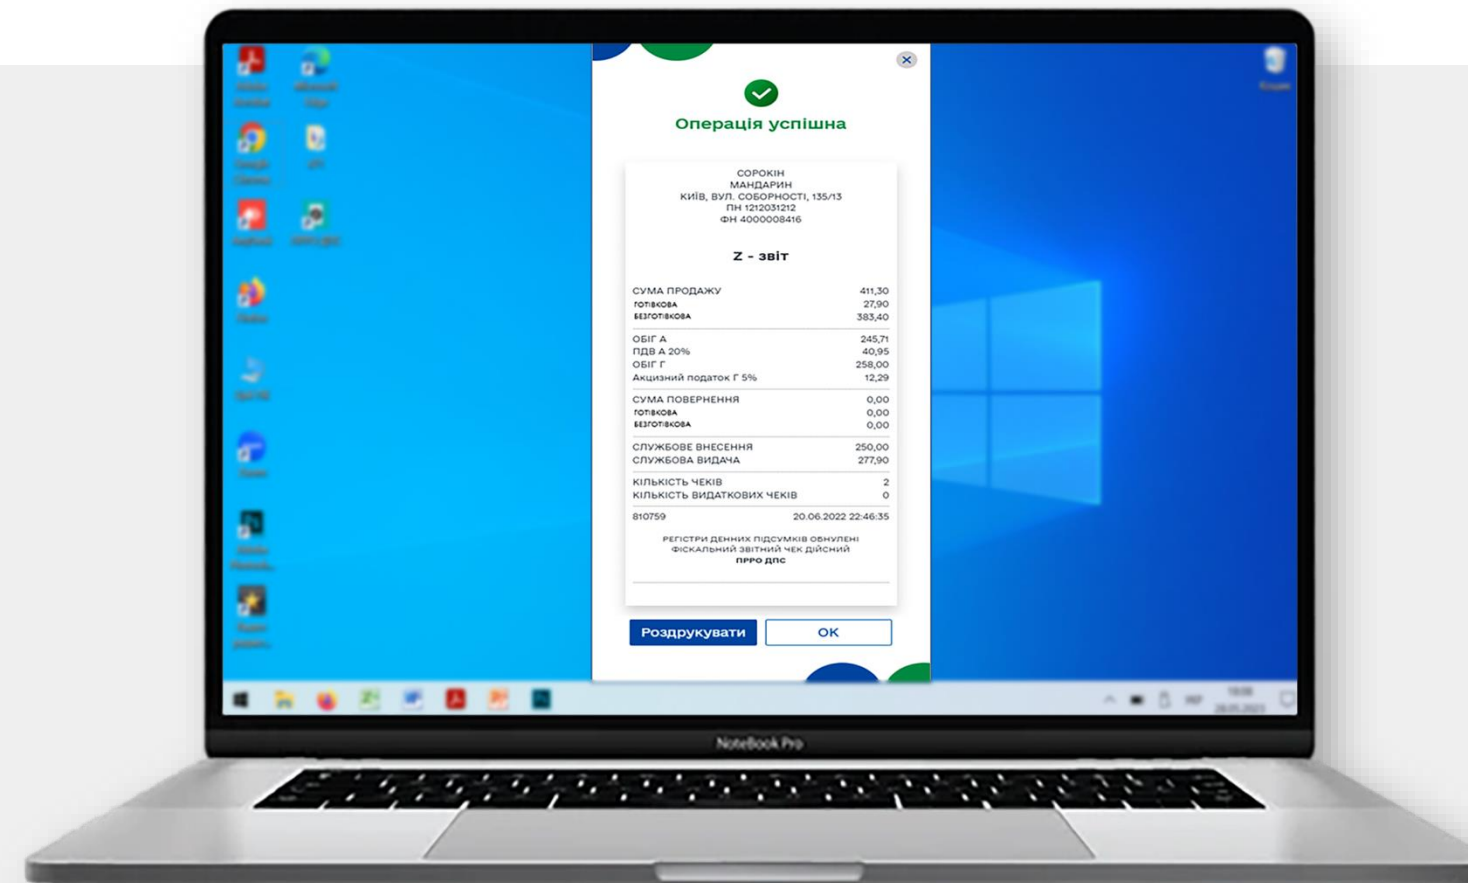 Операція успішна
СОРОКІН
МАНДАРИН
КИЇВ, ВУЛ. СОБОРНОСТІ, 135/13
ПН 1212031212
ФН 4000008416
Z - звіт
СУМА ПРОДАЖУ 411,30
ГОТІВКОВА 27,90
БЕЗГОТІВКОВА 383,40
ОБІГ А 245,71
ПДВ А 20% 40,95
ОБІГ Г 258,00
Акцизний податок Г 5% 12,29
СУМА ПОВЕРНЕННЯ 0,00
ГОТІВКОВА 0,00
БЕЗГОТІВКОВА 0,00
СЛУЖБОВЕ ВНЕСЕННЯ 250,00
СЛУЖБОВА ВИДАЧА 277,90
КІЛЬКІСТЬ ЧЕКІВ 2
КІЛЬКІСТЬ ВИДАТКОВИХ ЧЕКІВ 0
810759 20.06.2022 22:46:35
РЕГІСТРИ ДЕННИХ ПІДСУМКІВ ОБНУЛЕНІ
ФІСКАЛЬНИЙ ЗВІТНИЙ ЧЕК ДІЙСНИЙ
ПРРО ДПС
Роздрукувати OK
NoteBook Pro